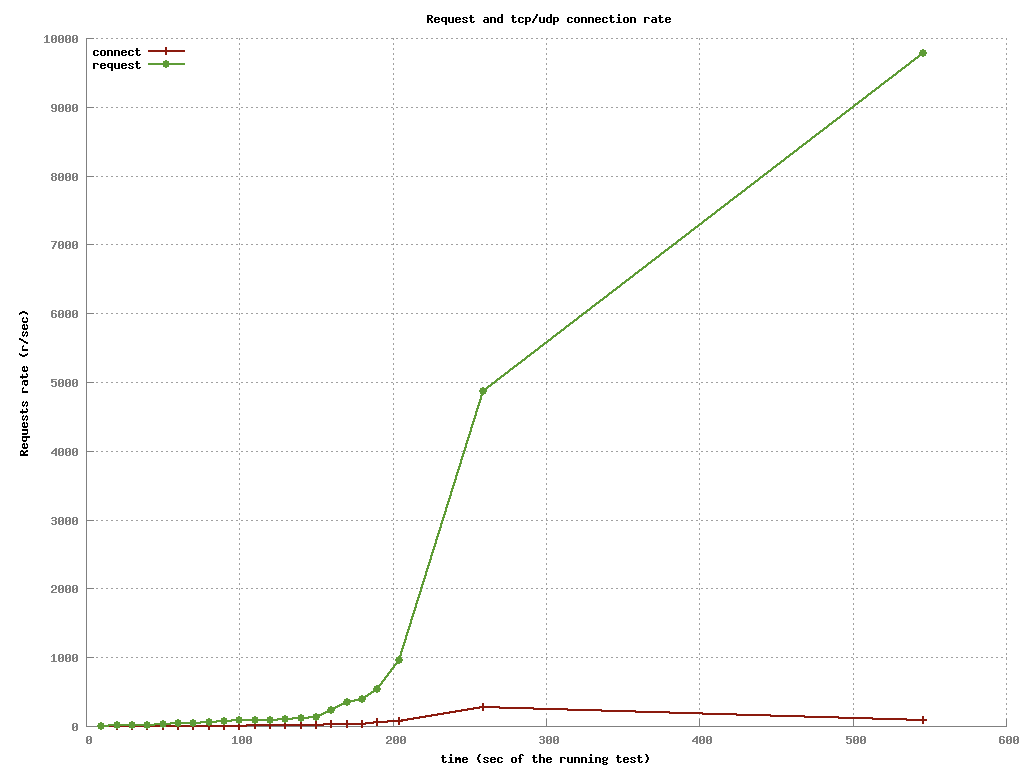 Request and tcp/udp connection rate
10000
connect
request
9000
8000
7000
6000
5000
4000
3000
2000
1000
0
Requests rate (r/sec)
0 100 200 300 400 500 600
time (sec of the running test)